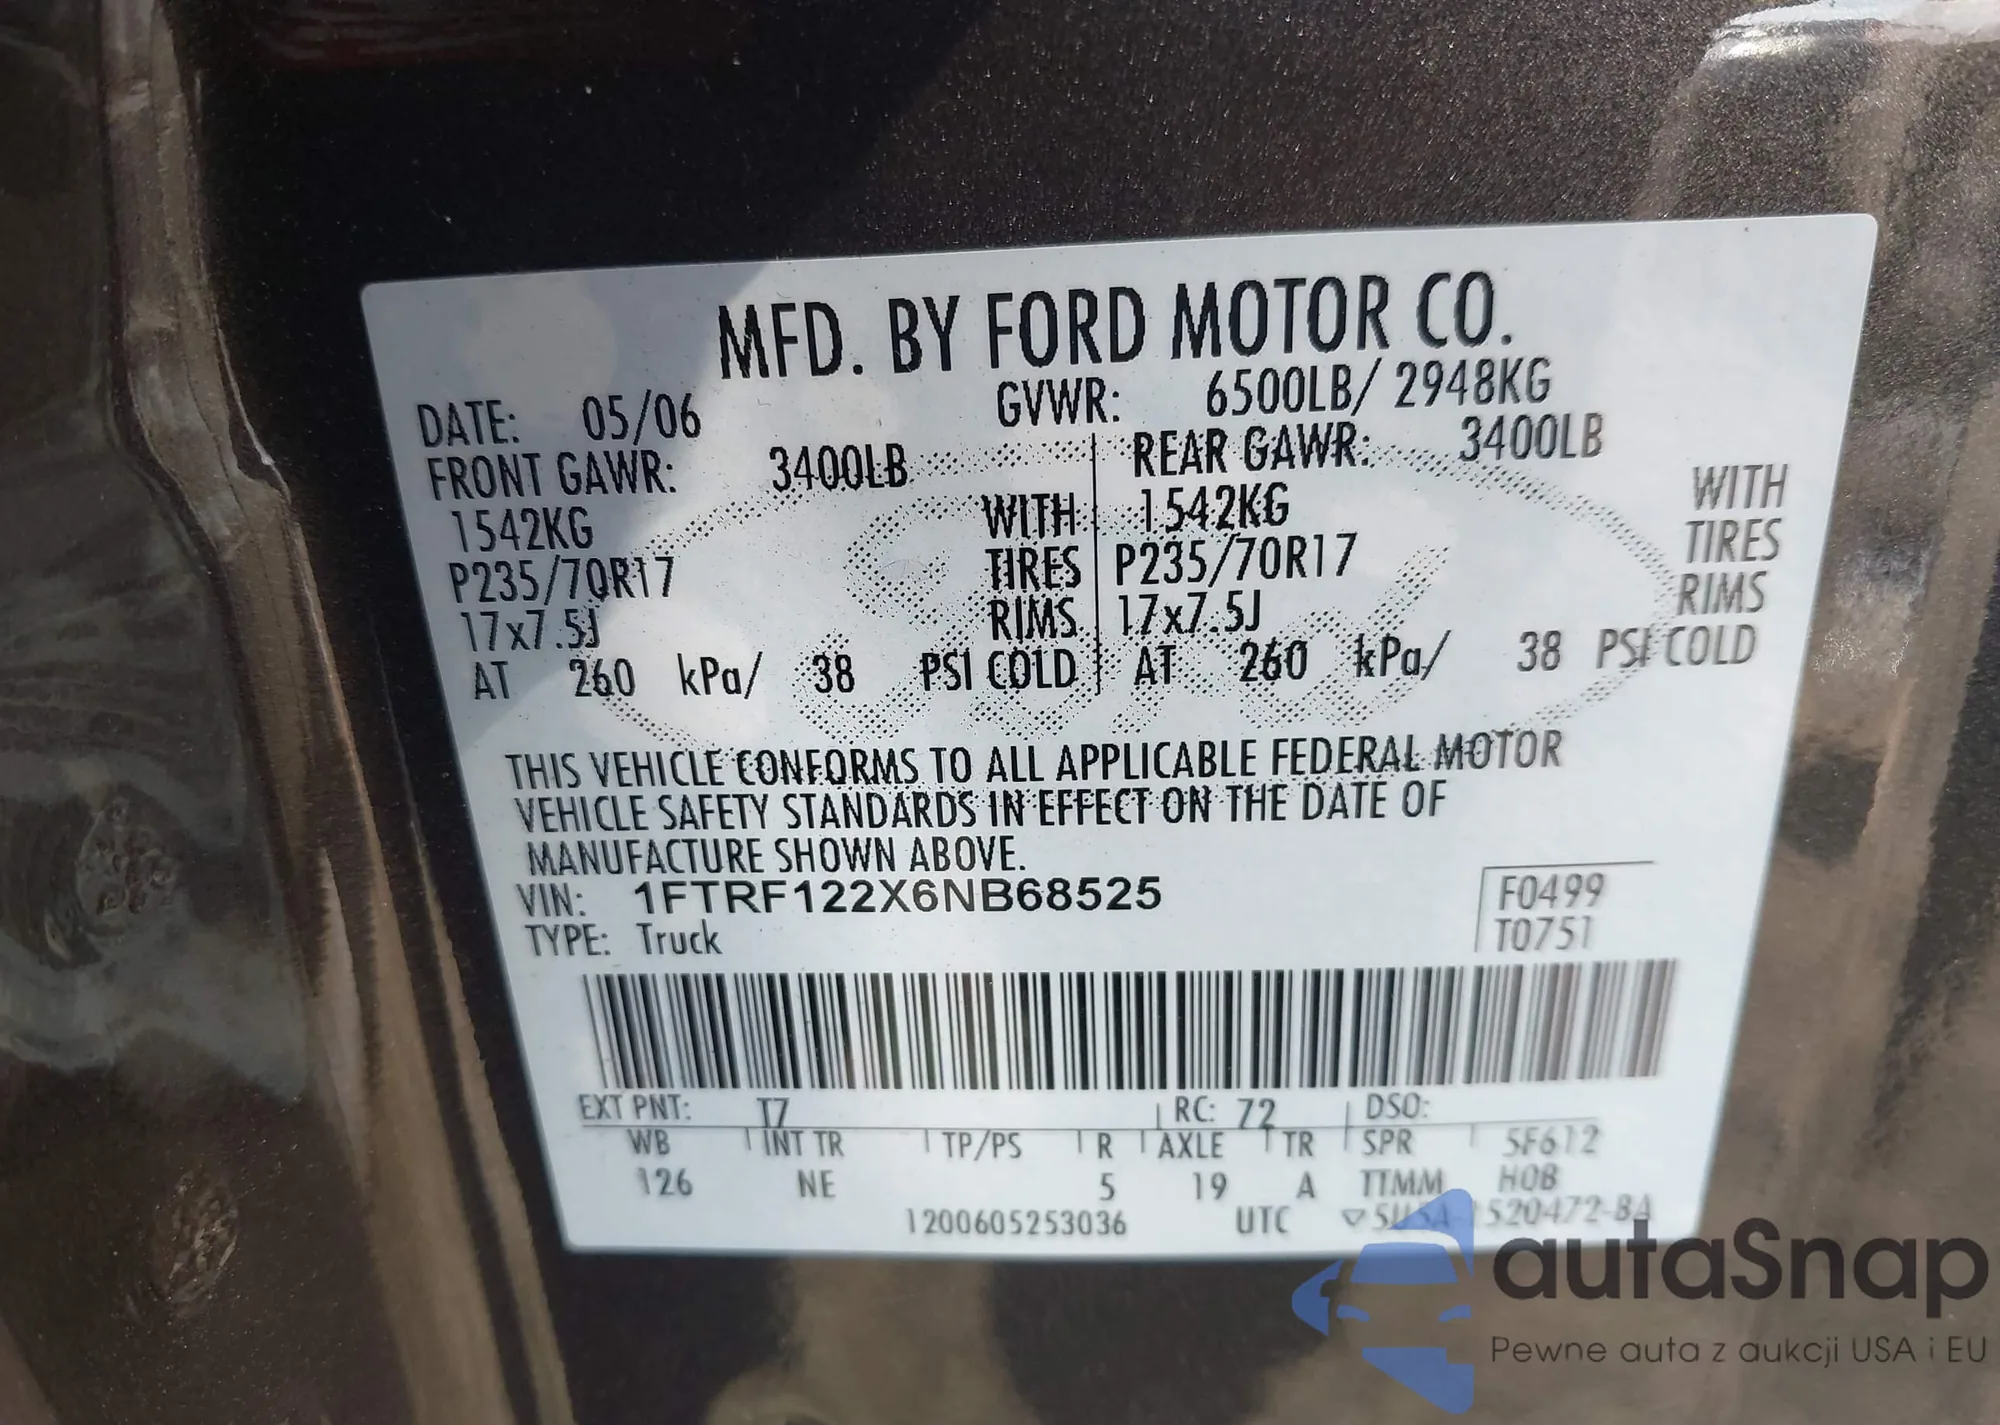 MFD. BY FORD MOTOR CO.
DATE: 05/06 GVWR: 6500LB/ 2948KG
FRONT GAWR: 3400LB REAR GAWR: 3400LB
1542KG WITH 1542KG WITH
P235/70R17 TIRES P235/70R17 TIRES
17x7.5J RIMS 17x7.5J RIMS
AT 260 kPa/ 38 PSI COLD AT 260 kPa/ 38 PSI COLD
THIS VEHICLE CONFORMS TO ALL APPLICABLE FEDERAL MOTOR
VEHICLE SAFETY STANDARDS IN EFFECT ON THE DATE OF
MANUFACTURE SHOWN ABOVE.
VIN: 1FTRF122X6NB68525 F0499
TYPE: Truck T0751
EXT PNT: T7 RC: 72 DSO:
WB INT TR TP/PS R AXLE TR SPR 5F612
126 NE 5 19 A TTMM HOB
1200605253036 UTC 1520472-BA
autaSnap
Pewne auta z aukcji USA i EU